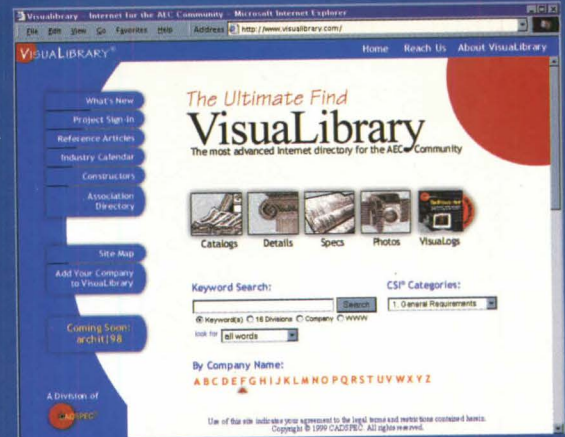 Visualibrary - Internet for the AEC Community - Microsoft Internet Explorer
File Edit View Go Favorites Help Address http://www.visuallibrary.com/
VISUALIBRARY®
Home Reach Us About VisuaLibrary
What's New
Project Sign-In
Reference Articles
Industry Calendar
Constructors
Association
Directory
Site Map
Add Your Company
to VisuaLibrary
Coming Soon:
archit|98
A Division of
CADSPEC
The Ultimate Find
VisuaLibrary
The most advanced Internet directory for the AEC Community
Catalogs Details Specs Photos VisuaLogs
Keyword Search:
Search
Keyword(s) 16 Divisions Company WWW
look for all words
CSI® Categories:
1. General Requirements
By Company Name:
A B C D E F G H I J K L M N O P Q R S T U V W X Y Z
Use of this site indicates your agreement to the legal terms and restrictions contained herein.
Copyright © 1999 CADSPEC. All rights reserved.